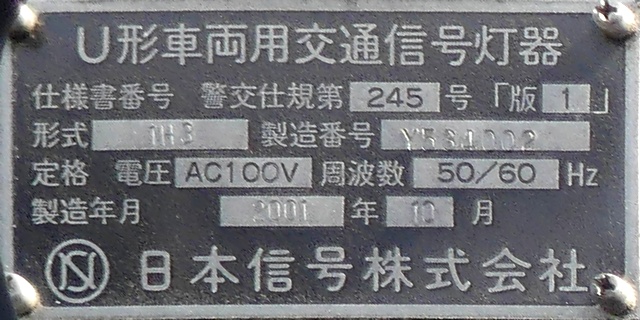 U形車両用交通信号灯器
仕様書番号 警交仕規第 245 号「版 1」
形式 1H3 製造番号 Y534002
定格 電圧 AC100V 周波数 50/60 Hz
製造年月 2001 年 10 月
日本信号株式会社